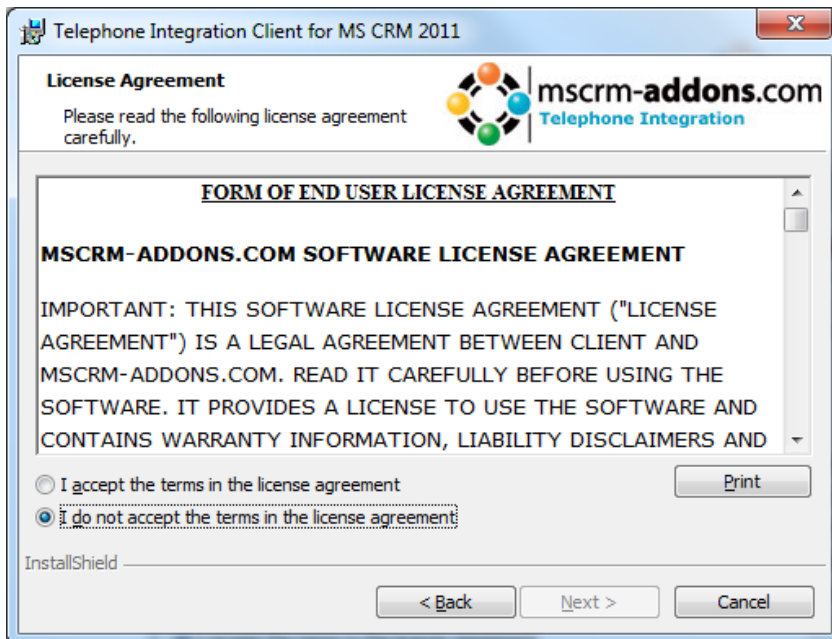 Telephone Integration Client for MS CRM 2011
License Agreement
Please read the following license agreement
carefully.
mscrm-addons.com
Telephone Integration
FORM OF END USER LICENSE AGREEMENT
MSCRM-ADDONS.COM SOFTWARE LICENSE AGREEMENT
IMPORTANT: THIS SOFTWARE LICENSE AGREEMENT ("LICENSE
AGREEMENT") IS A LEGAL AGREEMENT BETWEEN CLIENT AND
MSCRM-ADDONS.COM. READ IT CAREFULLY BEFORE USING THE
SOFTWARE. IT PROVIDES A LICENSE TO USE THE SOFTWARE AND
CONTAINS WARRANTY INFORMATION, LIABILITY DISCLAIMERS AND
I accept the terms in the license agreement
Print
I do not accept the terms in the license agreement
InstallShield
< Back
Next >
Cancel